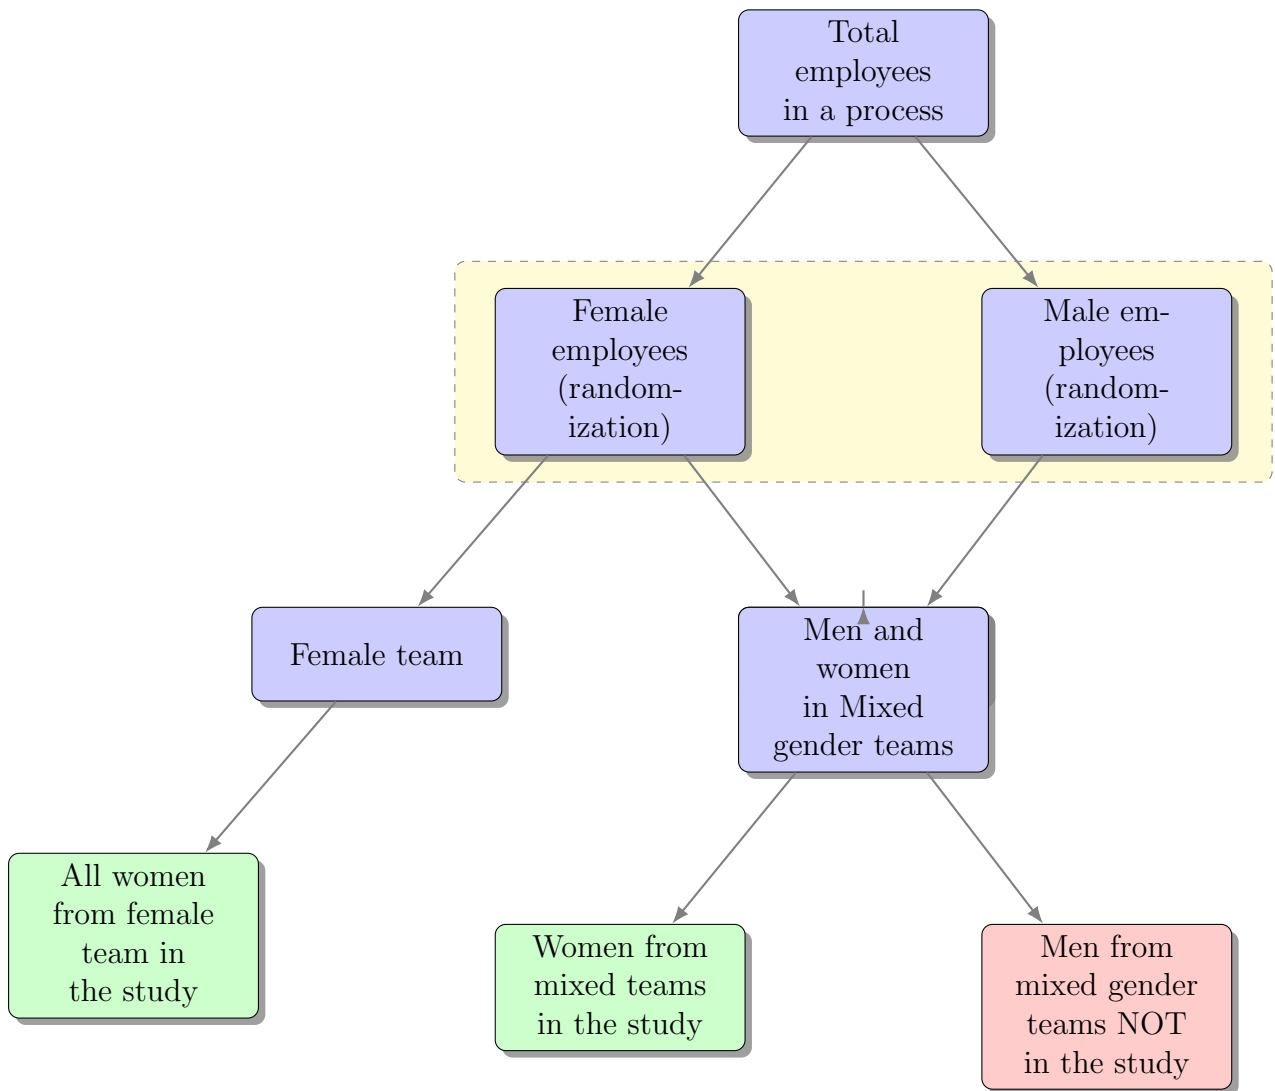 Total
employees
in a process
Female
employees
(random-
ization)
Male em-
ployees
(random-
ization)
Female team
Men and
women
in Mixed
gender teams
All women
from female
team in
the study
Women from
mixed teams
in the study
Men from
mixed gender
teams NOT
in the study